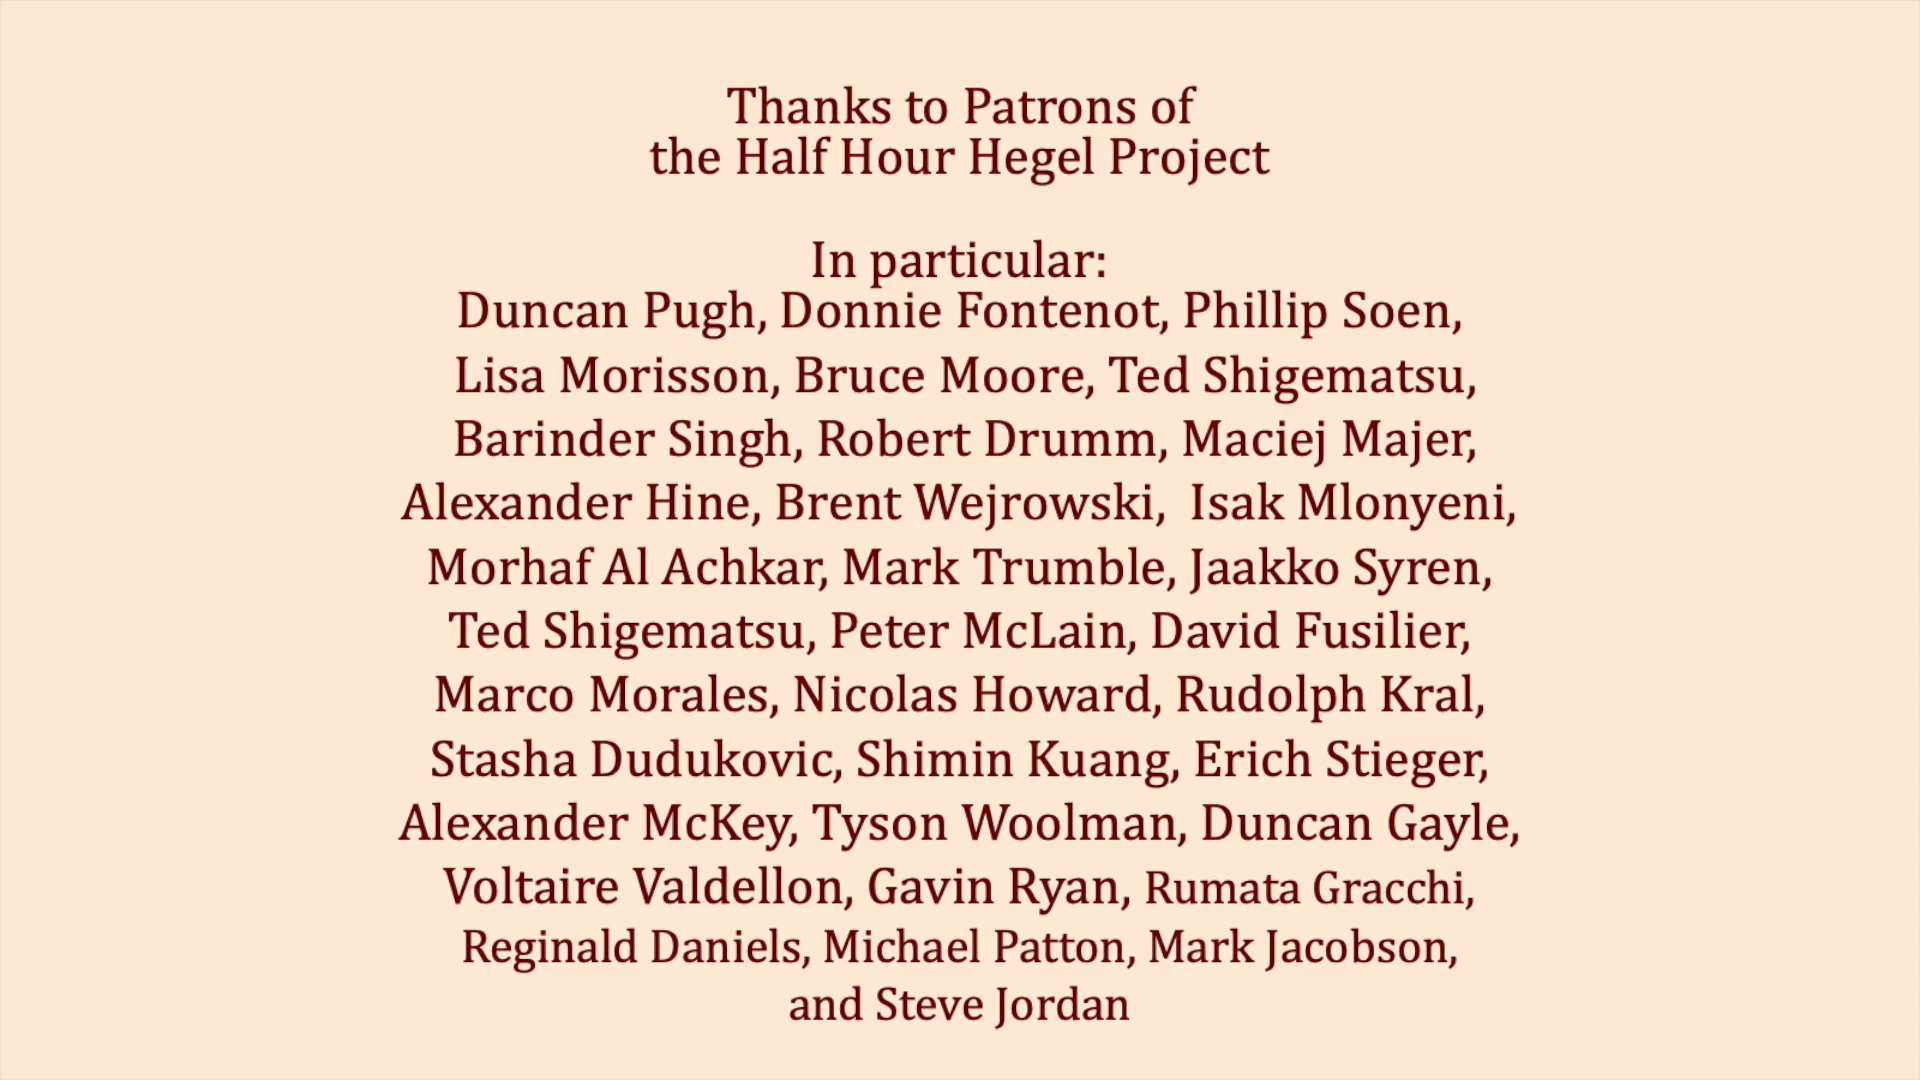 Thanks to Patrons of
the Half Hour Hegel Project
In particular:
Duncan Pugh, Donnie Fontenot, Phillip Soen,
Lisa Morisson, Bruce Moore, Ted Shigematsu,
Barinder Singh, Robert Drumm, Maciej Majer,
Alexander Hine, Brent Wejrowski, Isak Mlonyeni,
Morhaf Al Achkar, Mark Trumble, Jaakko Syren,
Ted Shigematsu, Peter McLain, David Fusilier,
Marco Morales, Nicolas Howard, Rudolph Kral,
Stasha Dudukovic, Shimin Kuang, Erich Stieger,
Alexander McKey, Tyson Woolman, Duncan Gayle,
Voltaire Valdellon, Gavin Ryan, Rumata Gracchi,
Reginald Daniels, Michael Patton, Mark Jacobson,
and Steve Jordan